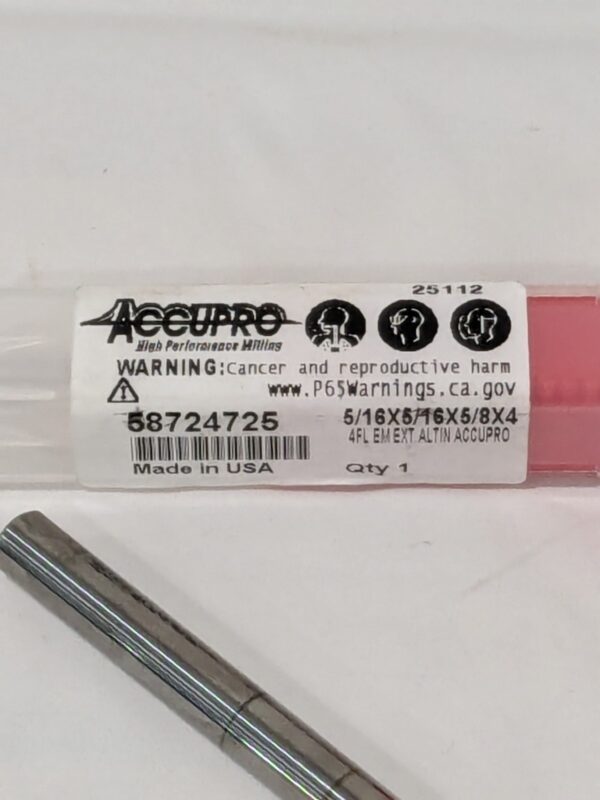 25112
ACCUPRO
High Performance Milling
WARNING: Cancer and reproductive harm
www.P65Warnings.ca.gov
58724725
5/16X5/16X5/8X4
4FL EM EXT ALTIN ACCUPRO
Made in USA
Qty 1